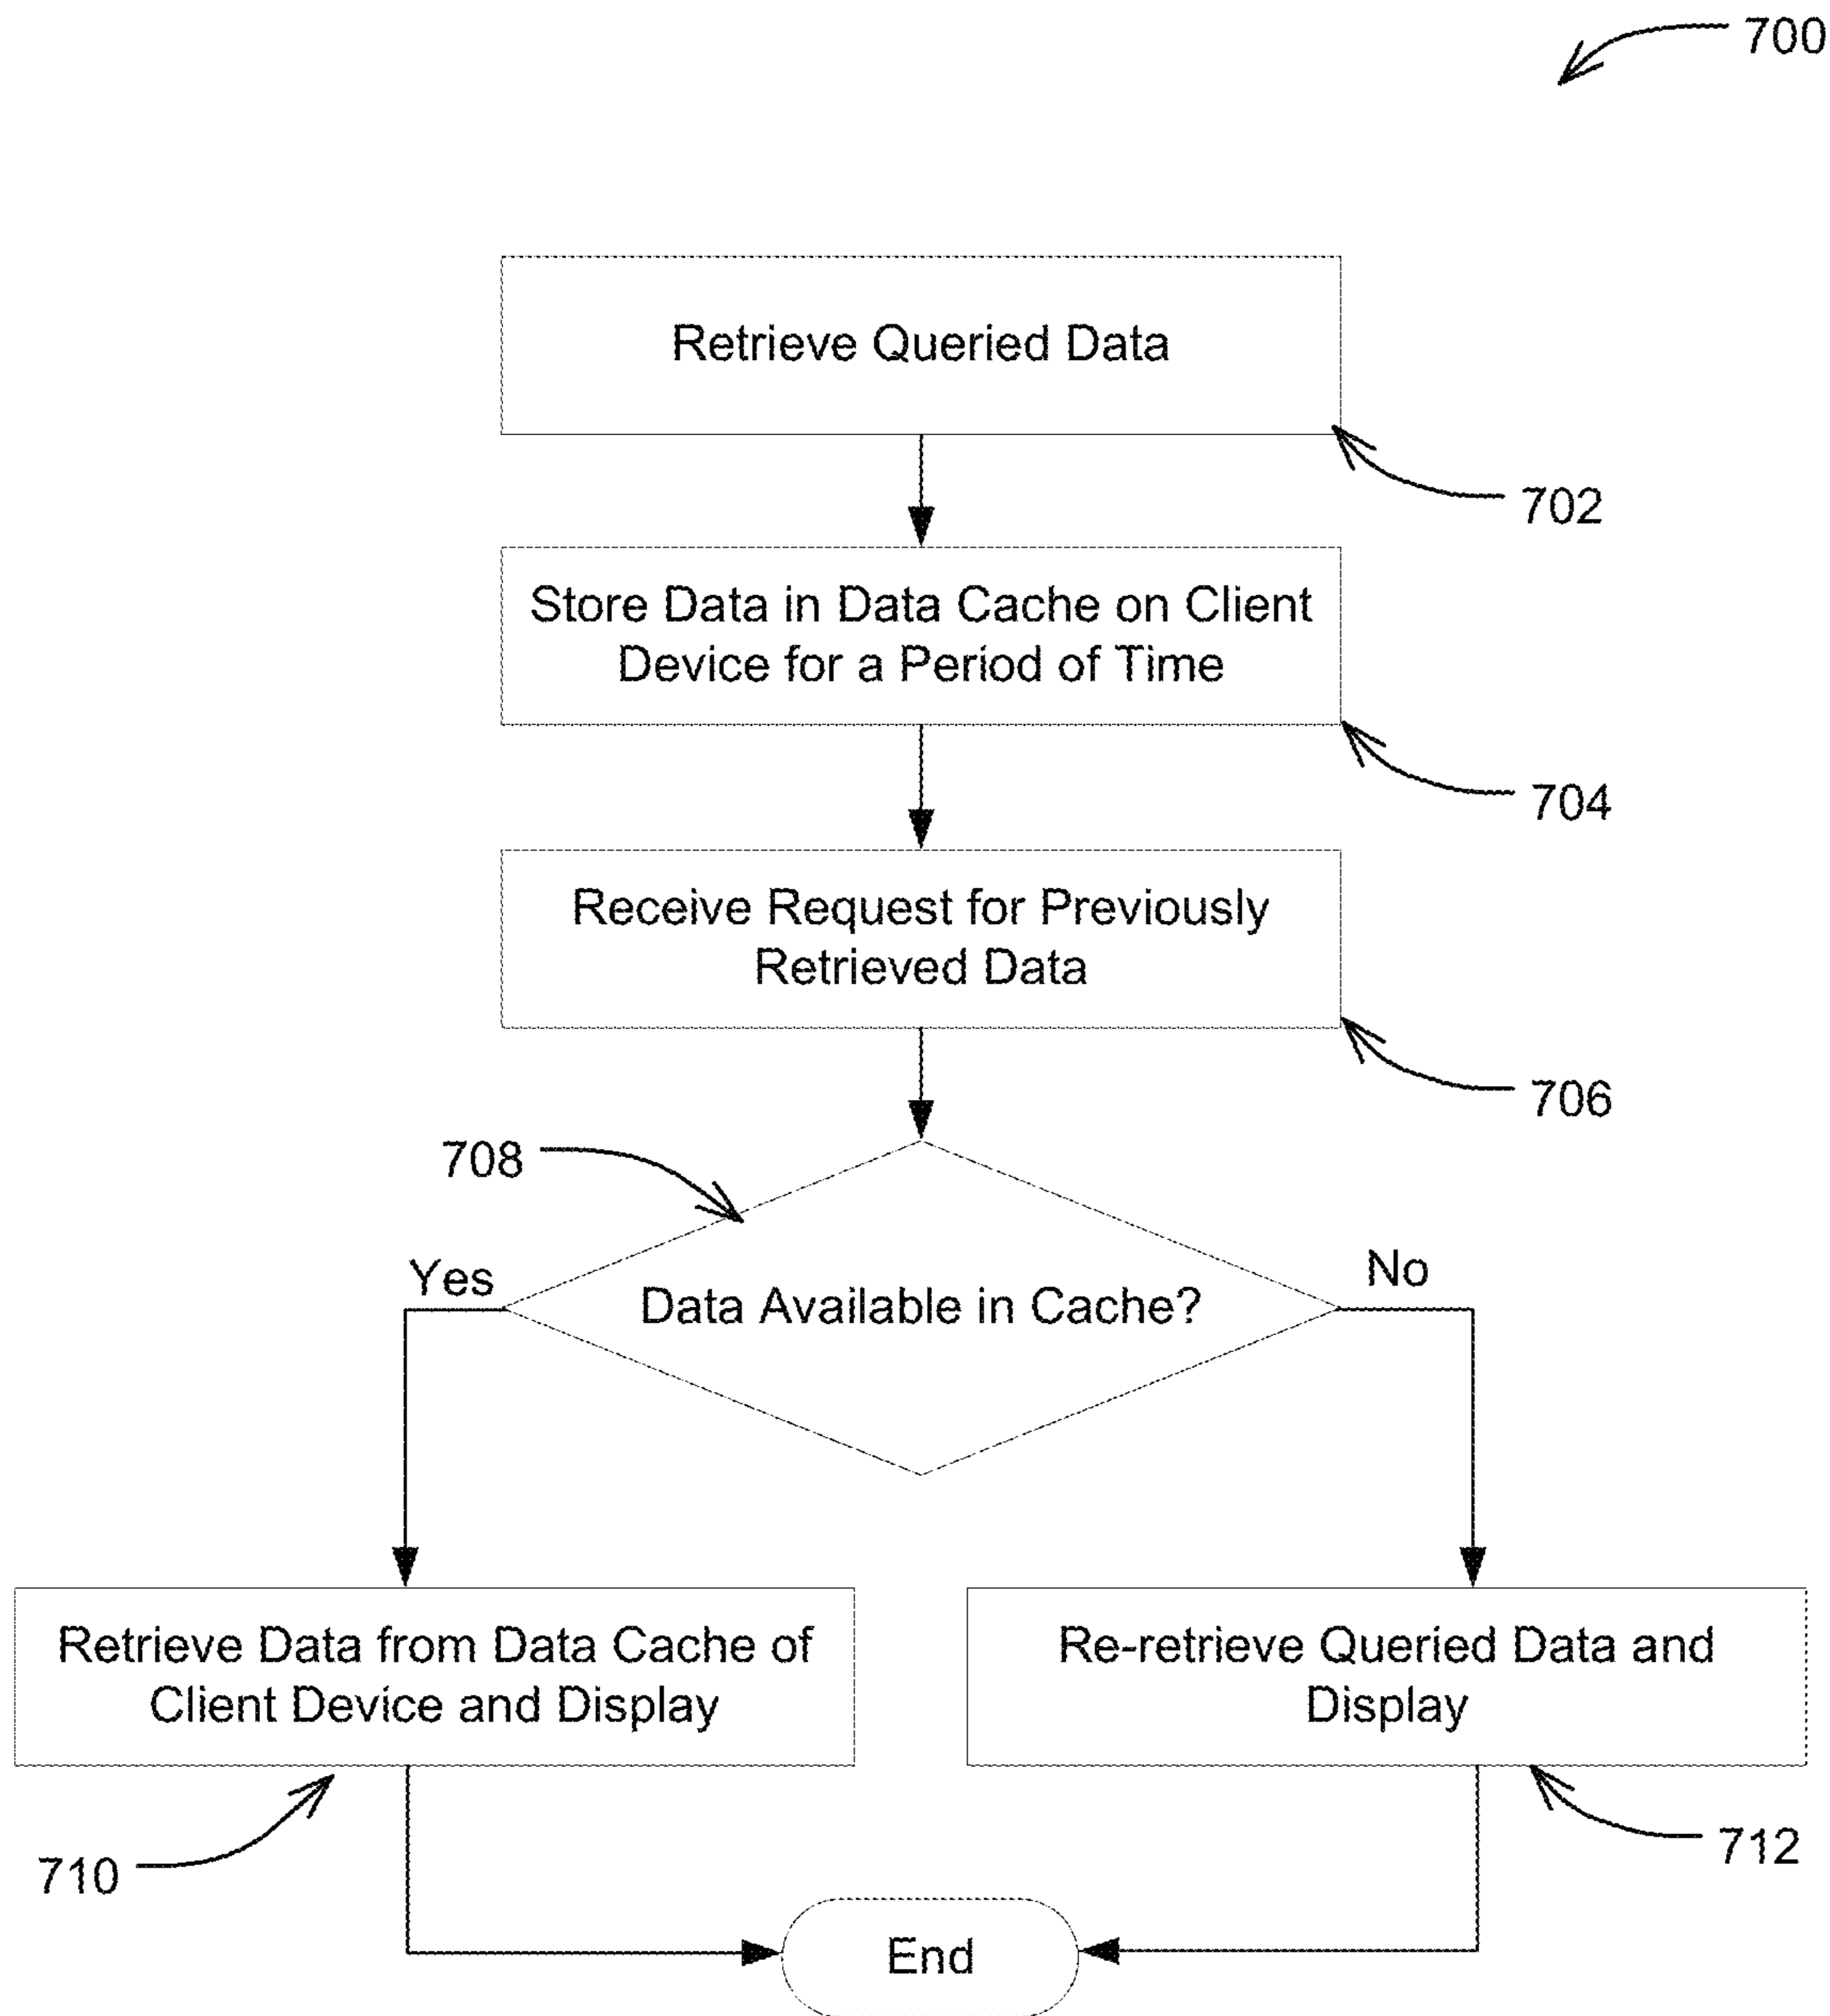 700
Retrieve Queried Data
702
Store Data in Data Cache on Client
Device for a Period of Time
704
Receive Request for Previously
Retrieved Data
706
708
Yes
Data Available in Cache?
No
Retrieve Data from Data Cache of
Client Device and Display
710
Re-retrieve Queried Data and
Display
712
End